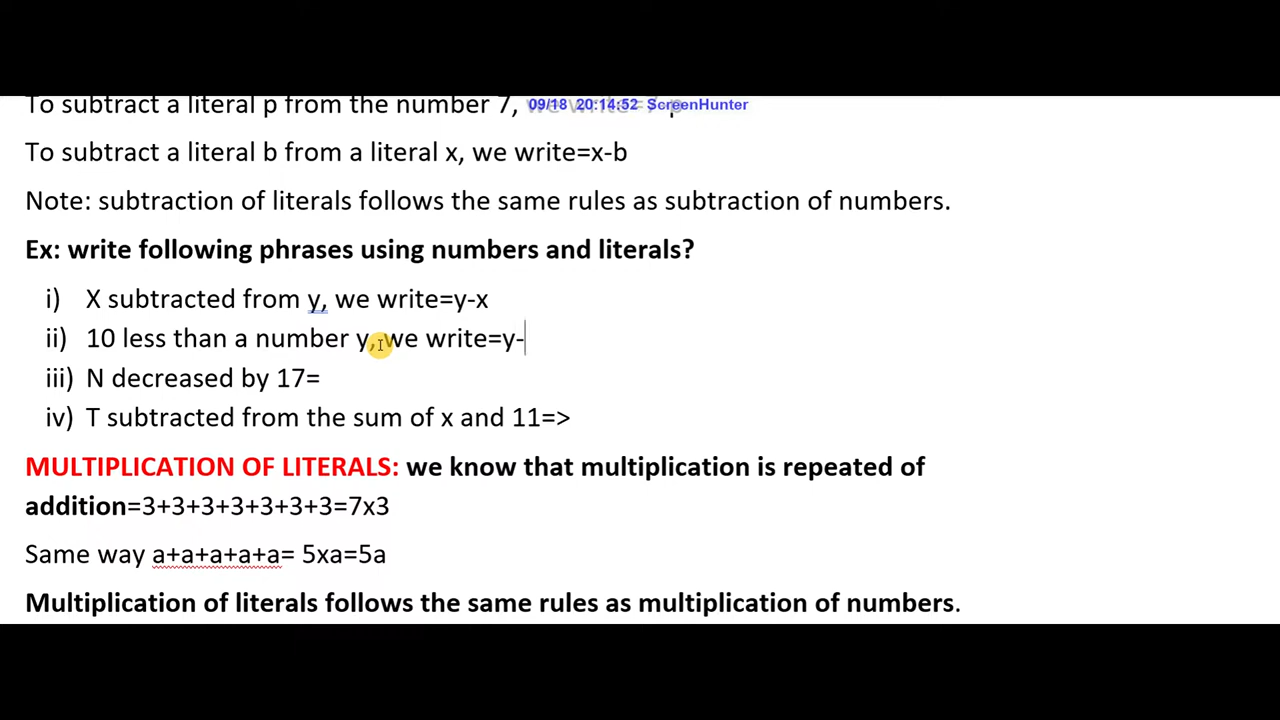 To subtract a literal p from the number 7, we write=7-p
09/18 20:14:52 ScreenHunter
To subtract a literal b from a literal x, we write=x-b
Note: subtraction of literals follows the same rules as subtraction of numbers.
Ex: write following phrases using numbers and literals?
i) X subtracted from y, we write=y-x
ii) 10 less than a number y, we write=y-
iii) N decreased by 17=
iv) T subtracted from the sum of x and 11=>
MULTIPLICATION OF LITERALS: we know that multiplication is repeated of
addition=3+3+3+3+3+3+3=7x3
Same way a+a+a+a+a= 5xa=5a
Multiplication of literals follows the same rules as multiplication of numbers.